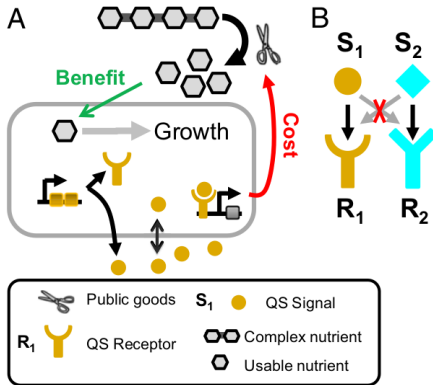 A
Benefit
Growth
Cost
B
S1 S2
R1 R2
Public goods
S1 QS Signal
R1 QS Receptor
Complex nutrient
Usable nutrient